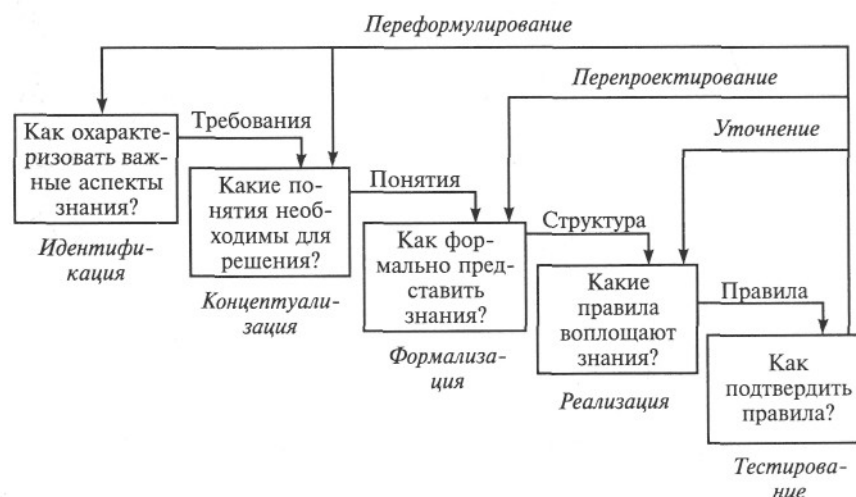 Переформулирование
Перепроектирование
Уточнение
Как охаракте-
ризовать важ-
ные аспекты
знания?
Идентифи-
кация
Требования
Какие по-
нятия необ-
ходимы для
решения?
Концептуали-
зация
Понятия
Как фор-
мально пред-
ставить
знания?
Формализа-
ция
Структура
Какие
правила
воплощают
знания?
Реализация
Правила
Как
подтвердить
правила?
Тестирова-
ние